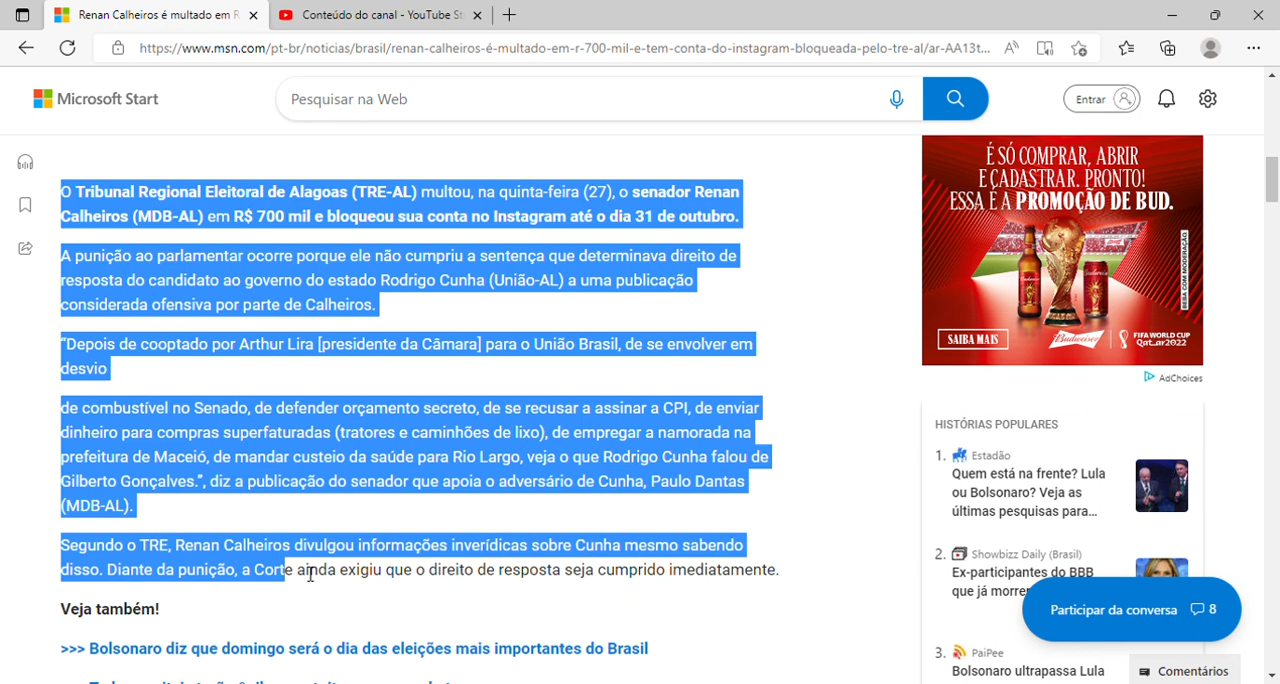 Renan Calheiros é multado em R
Conteúdo do canal - YouTube St
https://www.msn.com/pt-br/noticias/brasil/renan-calheiros-é-multado-em-r-700-mil-e-tem-conta-do-instagram-bloqueada-pelo-tre-al/ar-AA13t...
Microsoft Start
Pesquisar na Web
Entrar
O Tribunal Regional Eleitoral de Alagoas (TRE-AL) multou, na quinta-feira (27), o senador Renan
Calheiros (MDB-AL) em R$ 700 mil e bloqueou sua conta no Instagram até o dia 31 de outubro.
A punição ao parlamentar ocorre porque ele não cumpriu a sentença que determinava direito de
resposta do candidato ao governo do estado Rodrigo Cunha (União-AL) a uma publicação
considerada ofensiva por parte de Calheiros.
“Depois de cooptado por Arthur Lira [presidente da Câmara] para o União Brasil, de se envolver em
desvio
de combustível no Senado, de defender orçamento secreto, de se recusar a assinar a CPI, de enviar
dinheiro para compras superfaturadas (tratores e caminhões de lixo), de empregar a namorada na
prefeitura de Maceió, de mandar custeio da saúde para Rio Largo, veja o que Rodrigo Cunha falou de
Gilberto Gonçalves.”, diz a publicação do senador que apoia o adversário de Cunha, Paulo Dantas
(MDB-AL).
Segundo o TRE, Renan Calheiros divulgou informações inverídicas sobre Cunha mesmo sabendo
disso. Diante da punição, a Corte ainda exigiu que o direito de resposta seja cumprido imediatamente.
Veja também!
>>> Bolsonaro diz que domingo será o dia das eleições mais importantes do Brasil
É SÓ COMPRAR, ABRIR
E CADASTRAR. PRONTO!
ESSA É A PROMOÇÃO DE BUD.
BEBA COM MODERAÇÃO
SAIBA MAIS
Budweiser
FIFA WORLD CUP
Qat_ar2022
AdChoices
HISTÓRIAS POPULARES
1. Estadão
Quem está na frente? Lula
ou Bolsonaro? Veja as
últimas pesquisas para...
2. Showbizz Daily (Brasil)
Ex-participantes do BBB
que já morrer
Participar da conversa 8
3. PaiPee
Bolsonaro ultrapassa Lula
Comentários